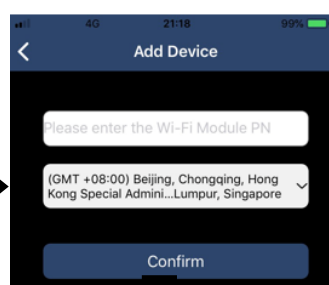 4G 21:18 99%
Add Device
Please enter the Wi-Fi Module PN
(GMT +08:00) Beijing, Chongqing, Hong
Kong Special Admini...Lumpur, Singapore
Confirm